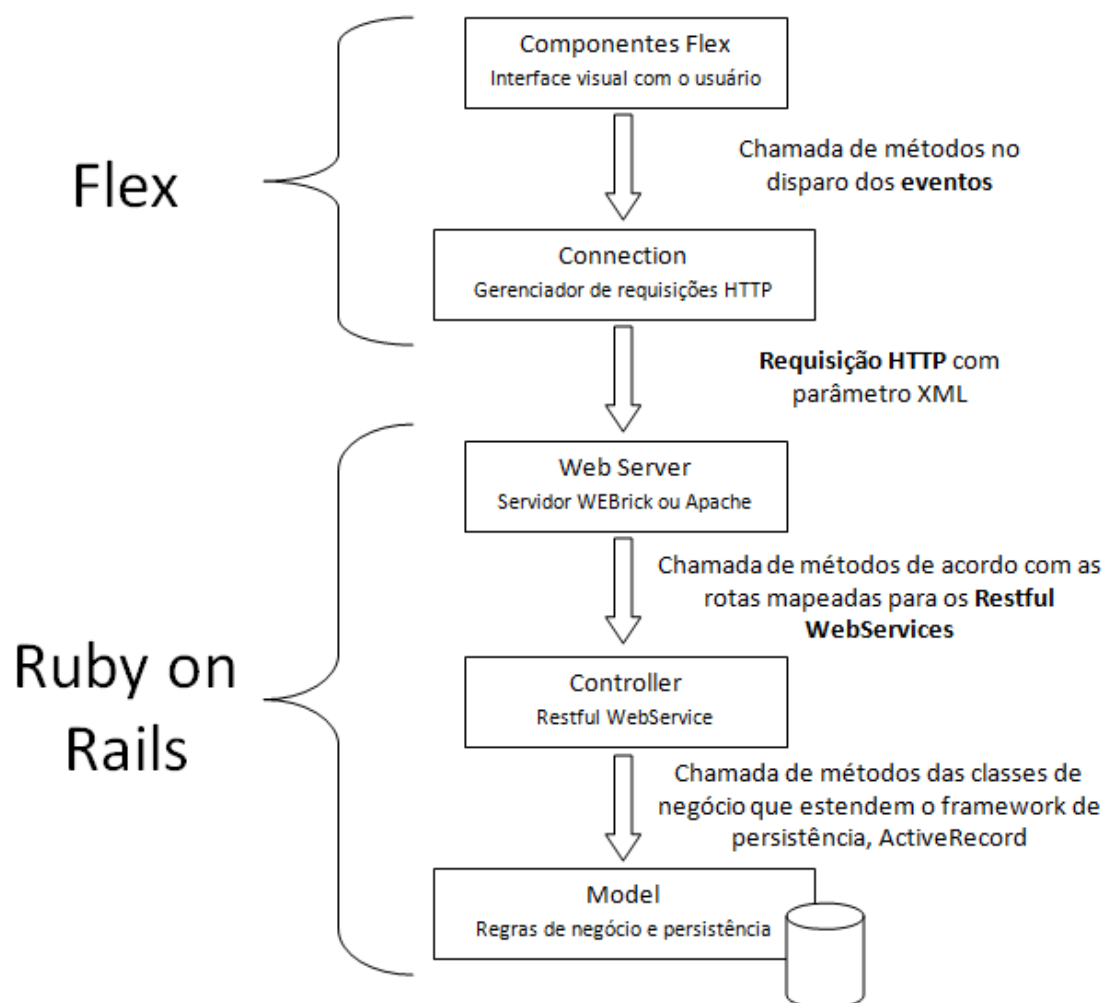 Componentes Flex
Interface visual com o usuário
Chamada de métodos no
disparo dos eventos
Flex
Connection
Gerenciador de requisições HTTP
Requisição HTTP com
parâmetro XML
Web Server
Servidor WEBrick ou Apache
Chamada de métodos de acordo com as
rotas mapeadas para os Restful
WebServices
Ruby on
Rails
Controller
Restful WebService
Chamada de métodos das classes de
negócio que estendem o framework de
persistência, ActiveRecord
Model
Regras de negócio e persistência